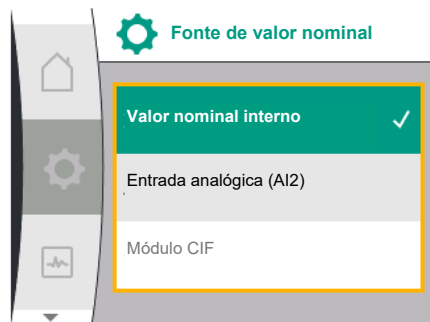 Fonte de valor nominal
Valor nominal interno
Entrada analógica (AI2)
Módulo CIF